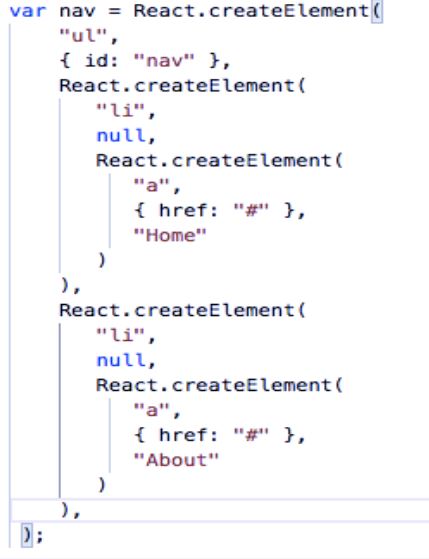 var nav = React.createElement(
    "ul",
    { id: "nav" },
    React.createElement(
        "li",
        null,
        React.createElement(
            "a",
            { href: "#" },
            "Home"
        )
    ),
    React.createElement(
        "li",
        null,
        React.createElement(
            "a",
            { href: "#" },
            "About"
        )
    ),
);